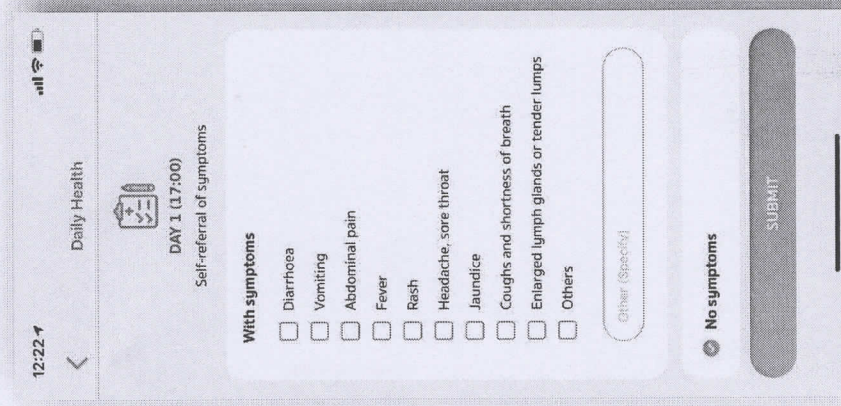 12:22
Daily Health
DAY 1 (17:00)
Self-referral of symptoms
With symptoms
Diarrhoea
Vomiting
Abdominal pain
Fever
Rash
Headache, sore throat
Jaundice
Coughs and shortness of breath
Enlarged lymph glands or tender lumps
Others
Other (Specify)
No symptoms
SUBMIT